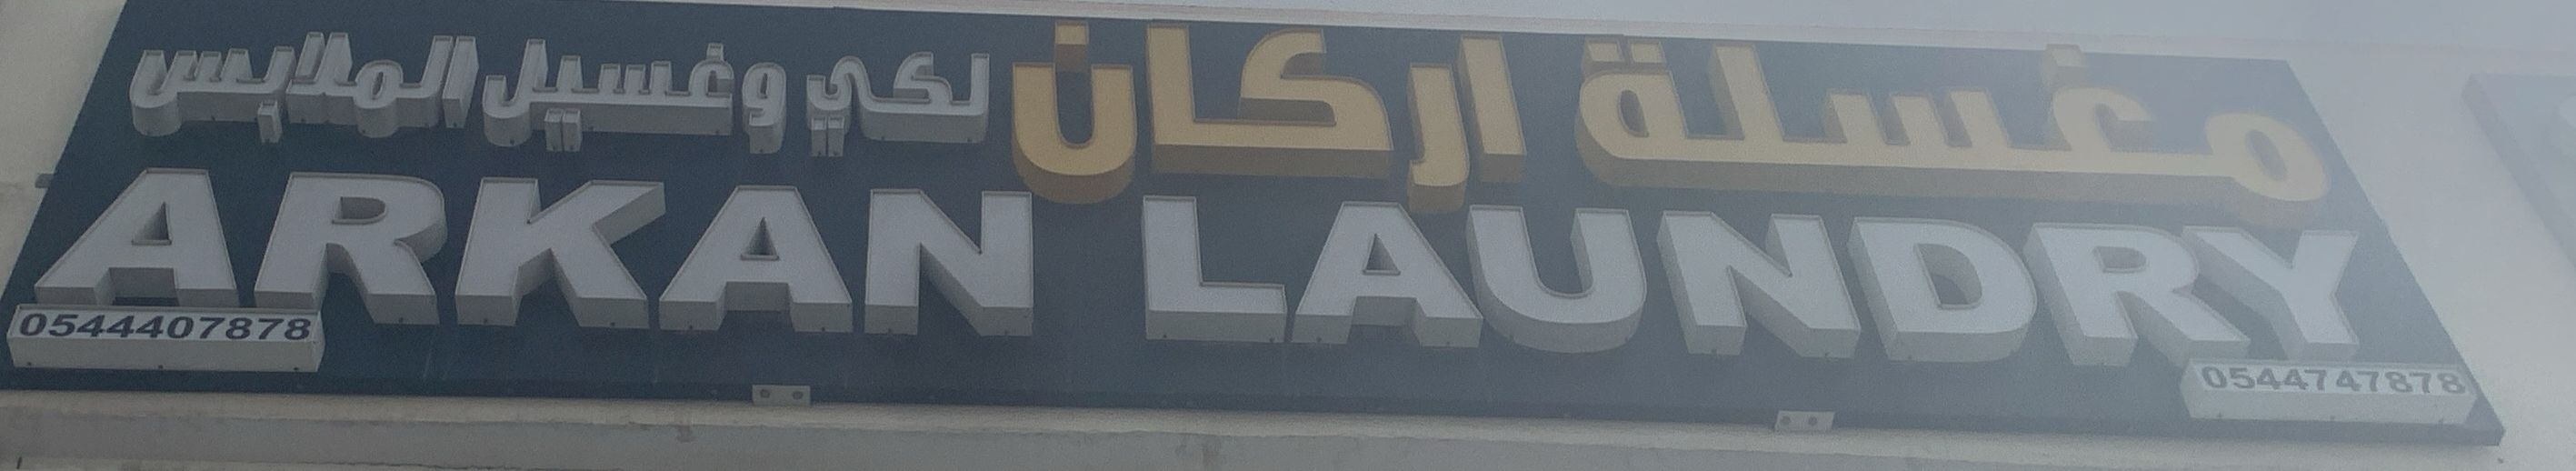 مغسلة اركان لكي وغسيل الملابس
ARKAN LAUNDRY
0544407878
0544747878